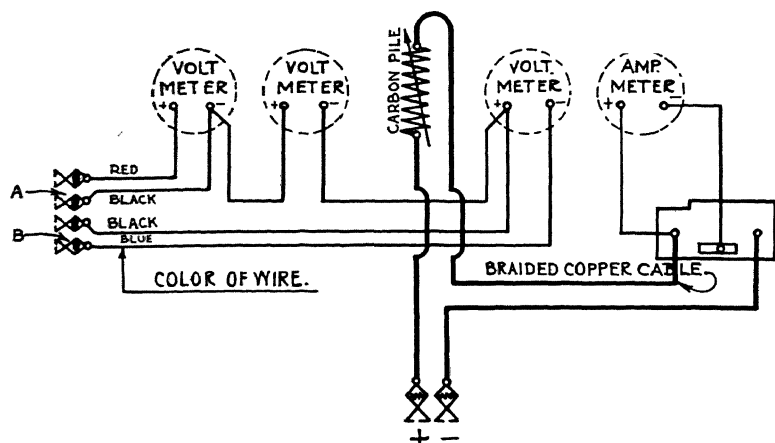 VOLT
METER
+ -
VOLT
METER
+ -
CARBON PILE
VOLT
METER
+ -
AMP.
METER
+ -
RED
A
BLACK
BLACK
B
BLUE
COLOR OF WIRE.
BRAIDED COPPER CABLE.
+ -